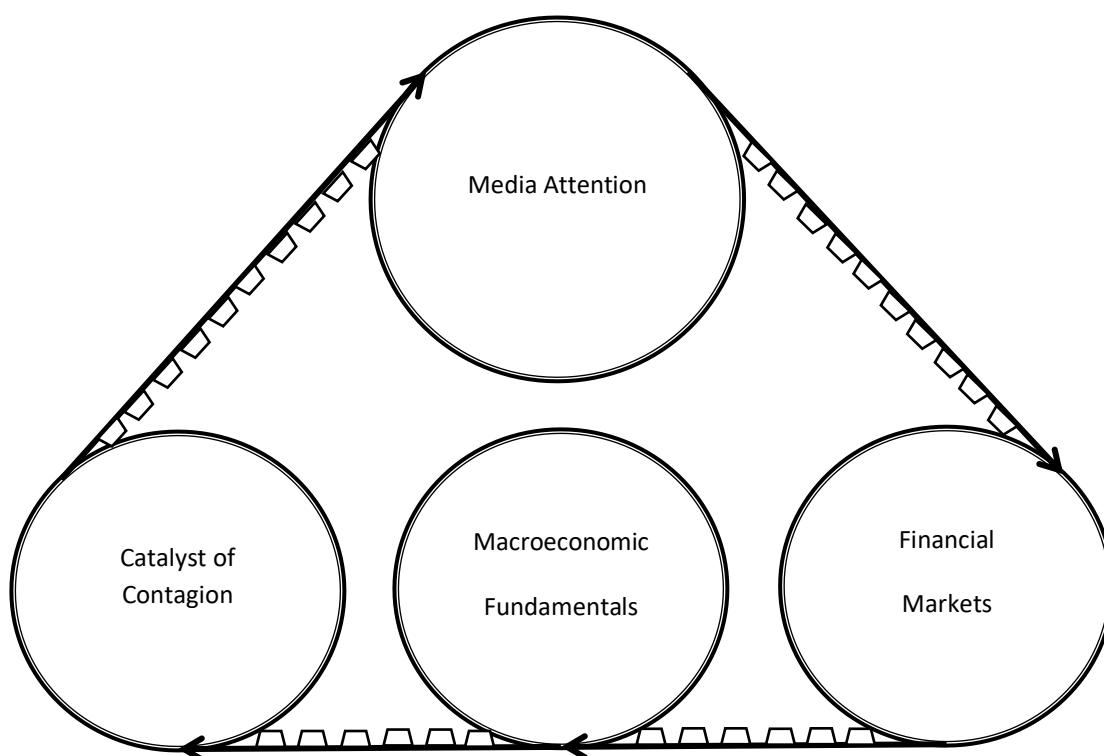 Media Attention
Catalyst of
Contagion
Macroeconomic
Fundamentals
Financial
Markets